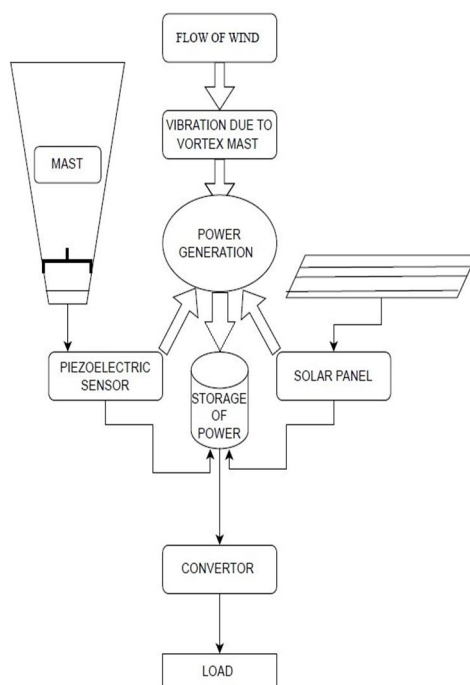 FLOW OF WIND
VIBRATION DUE TO
VORTEX MAST
MAST
POWER
GENERATION
PIEZOELECTRIC
SENSOR
STORAGE
OF
POWER
SOLAR PANEL
CONVERTOR
LOAD